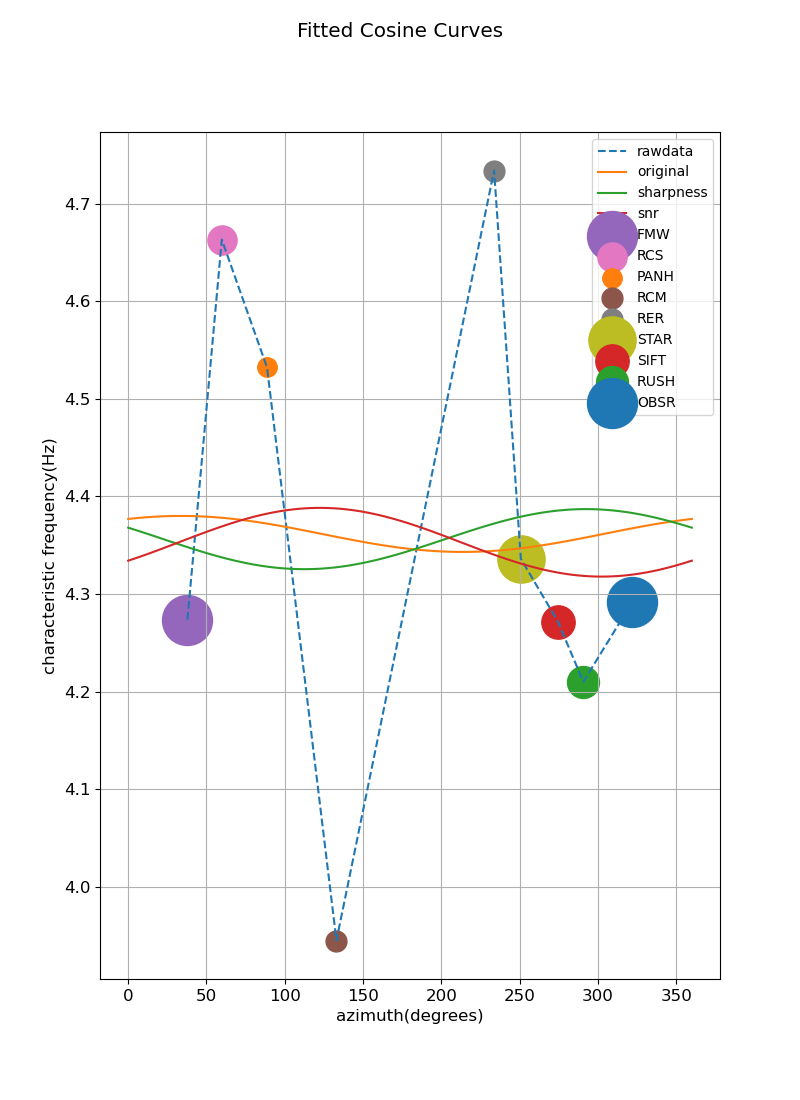 Fitted Cosine Curves
rawdata
original
sharpness
snr
FMW
RCS
PANH
RCM
RER
STAR
SIFT
RUSH
OBSR
characteristic frequency(Hz)
4.7
4.6
4.5
4.4
4.3
4.2
4.1
4.0
0 50 100 150 200 250 300 350
azimuth(degrees)